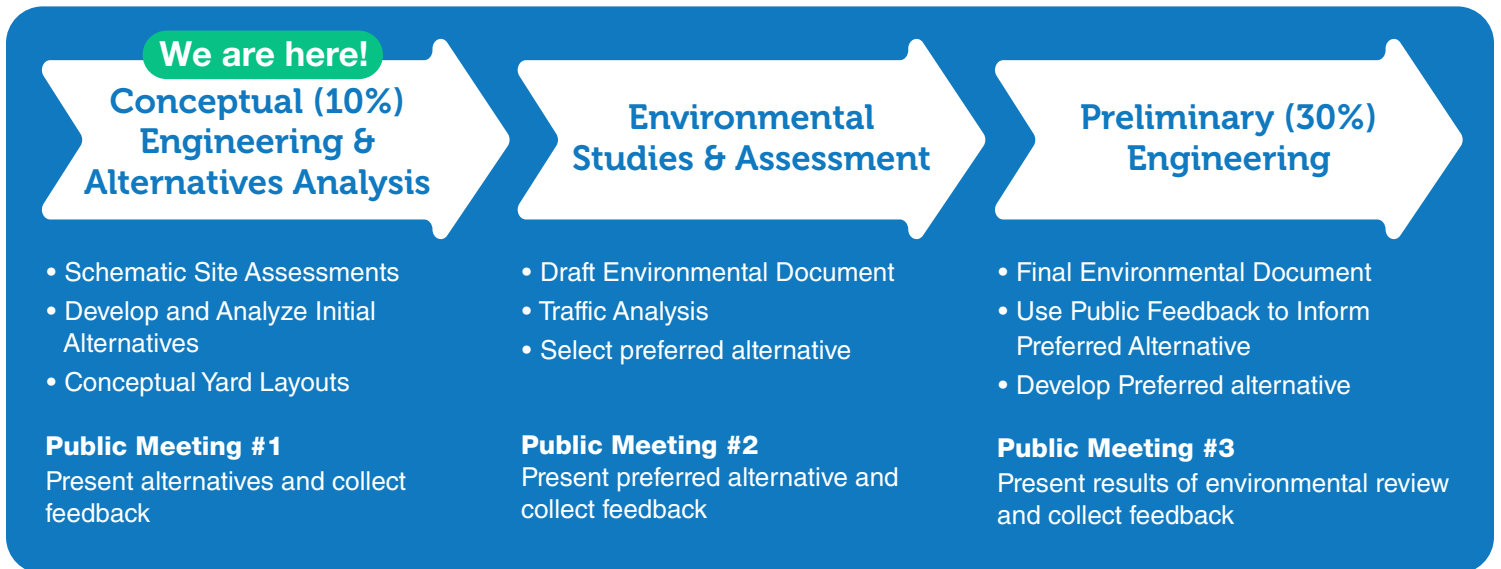 We are here!
Conceptual (10%)
Engineering &
Alternatives Analysis
• Schematic Site Assessments
• Develop and Analyze Initial
Alternatives
• Conceptual Yard Layouts
Public Meeting #1
Present alternatives and collect
feedback
Environmental
Studies & Assessment
• Draft Environmental Document
• Traffic Analysis
• Select preferred alternative
Public Meeting #2
Present preferred alternative and
collect feedback
Preliminary (30%)
Engineering
• Final Environmental Document
• Use Public Feedback to Inform
Preferred Alternative
• Develop Preferred alternative
Public Meeting #3
Present results of environmental review
and collect feedback